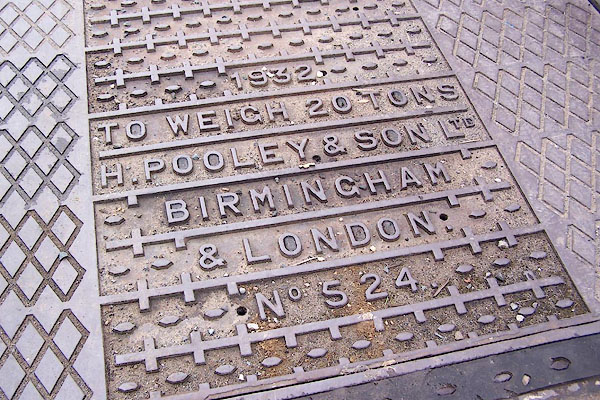 1932
TO WEIGH 20 TONS
H. POOLEY & SON LTD
BIRMINGHAM
& LONDON.
No 524